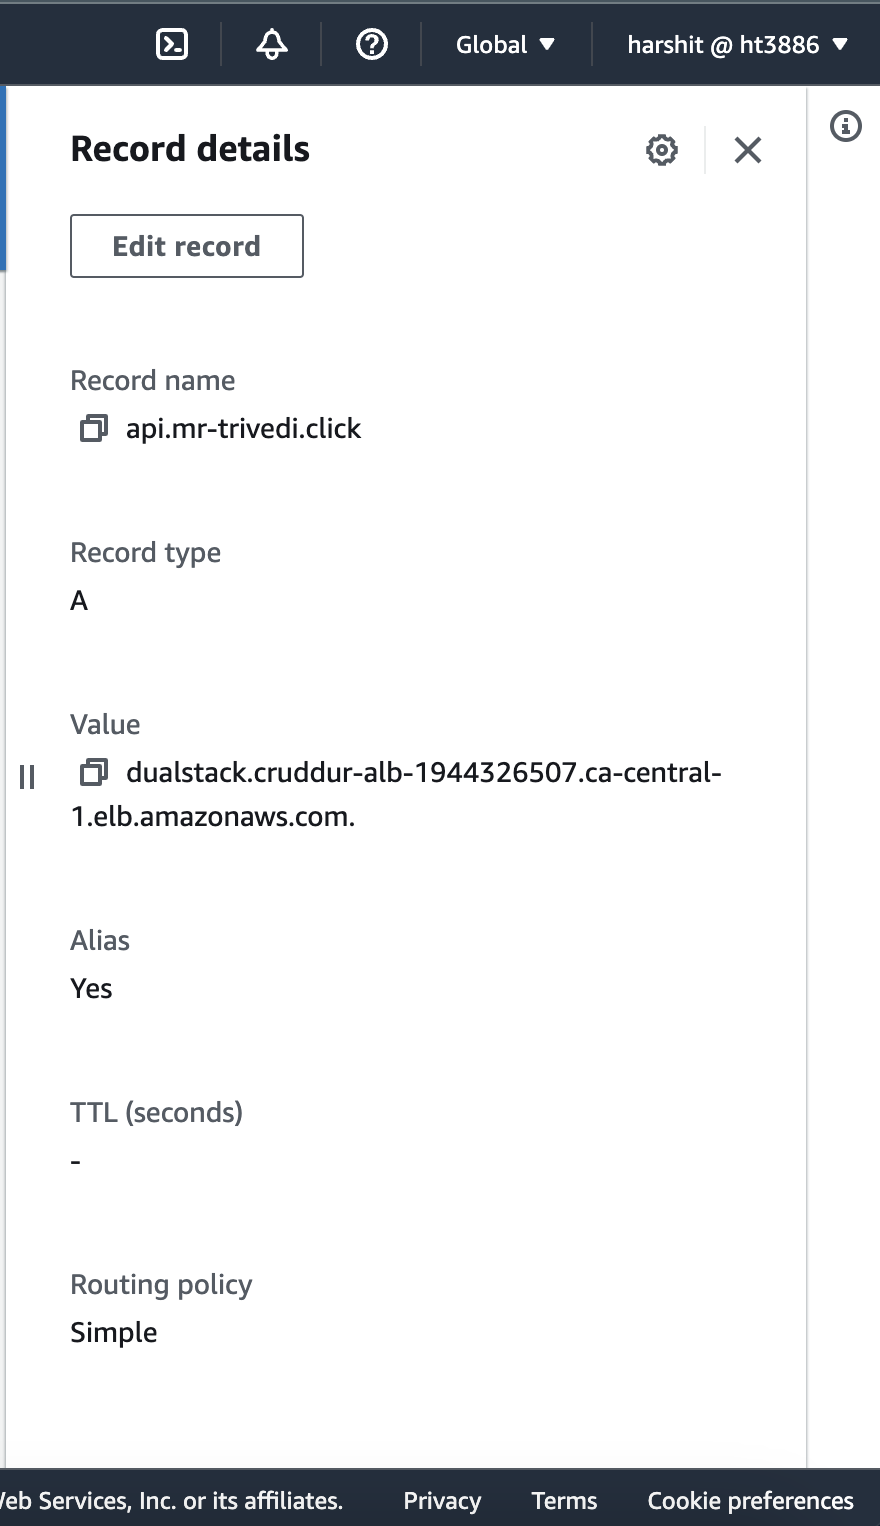 Global
harshit @ ht3886
Record details
Edit record
Record name
api.mr-trivedi.click
Record type
A
Value
dualstack.cruddur-alb-1944326507.ca-central-
1.elb.amazonaws.com.
Alias
Yes
TTL (seconds)
-
Routing policy
Simple
Services, Inc. or its affiliates.
Privacy
Terms
Cookie preferences